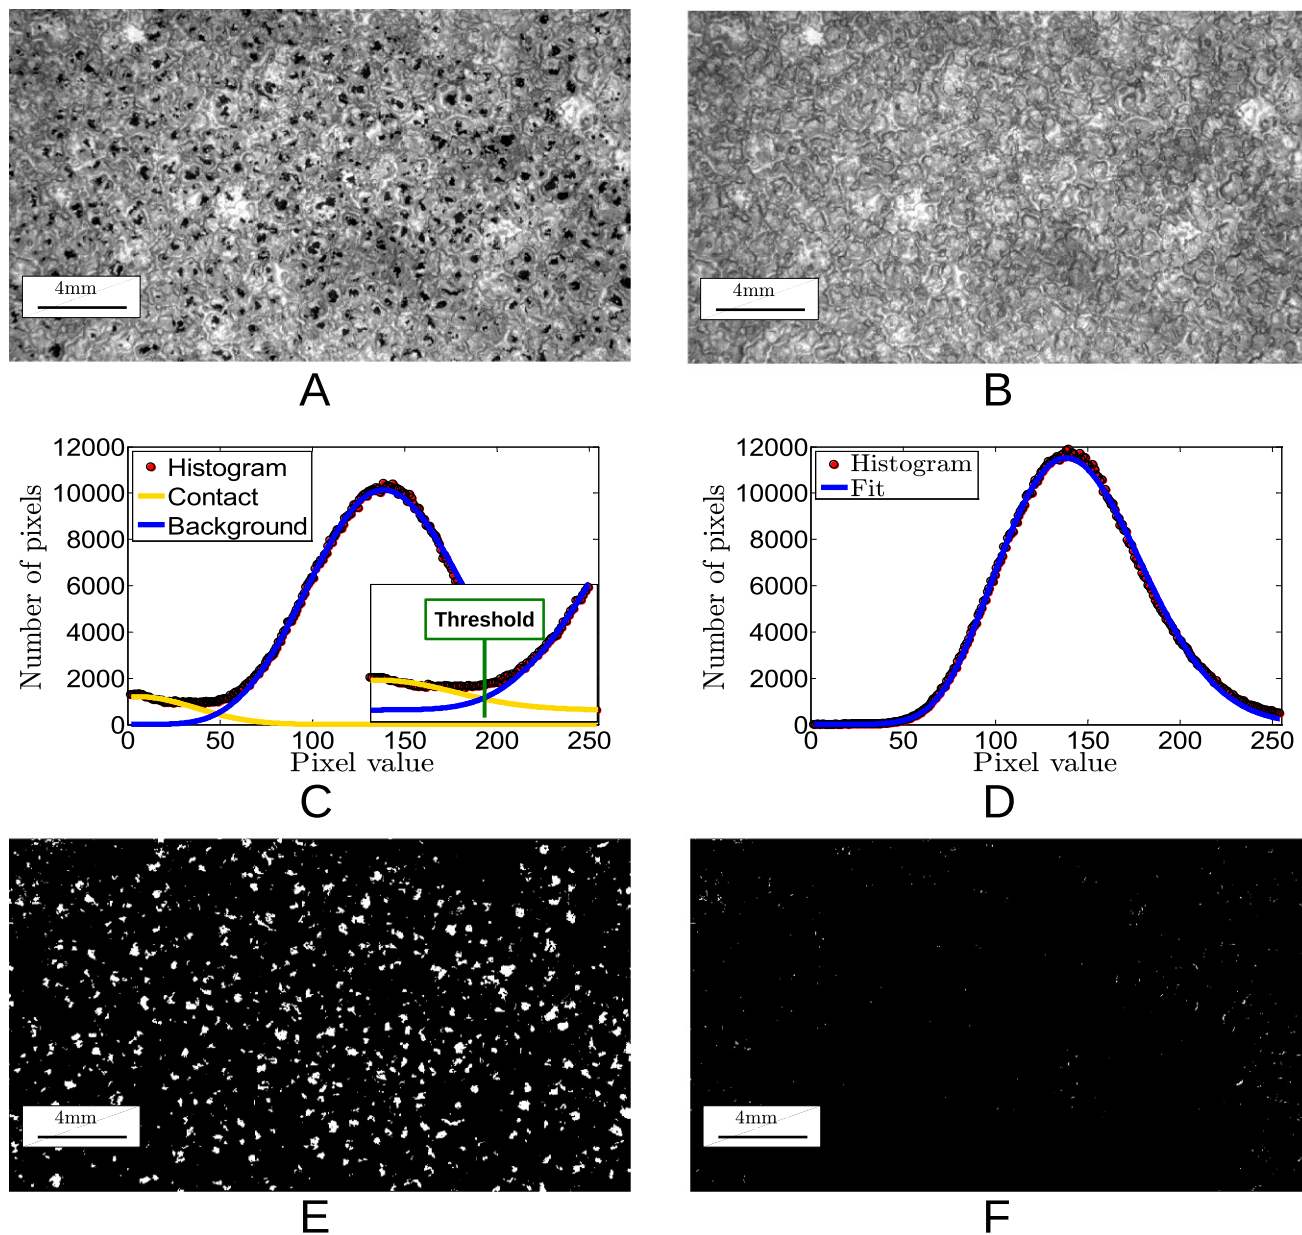 4mm
4mm
A
B
12000
10000
8000
6000
4000
2000
0
Number of pixels
Histogram
Contact
Background
Threshold
0 50 100 150 200 250
Pixel value
C
12000
10000
8000
6000
4000
2000
0
Number of pixels
Histogram
Fit
0 50 100 150 200 250
Pixel value
D
4mm
4mm
E
F